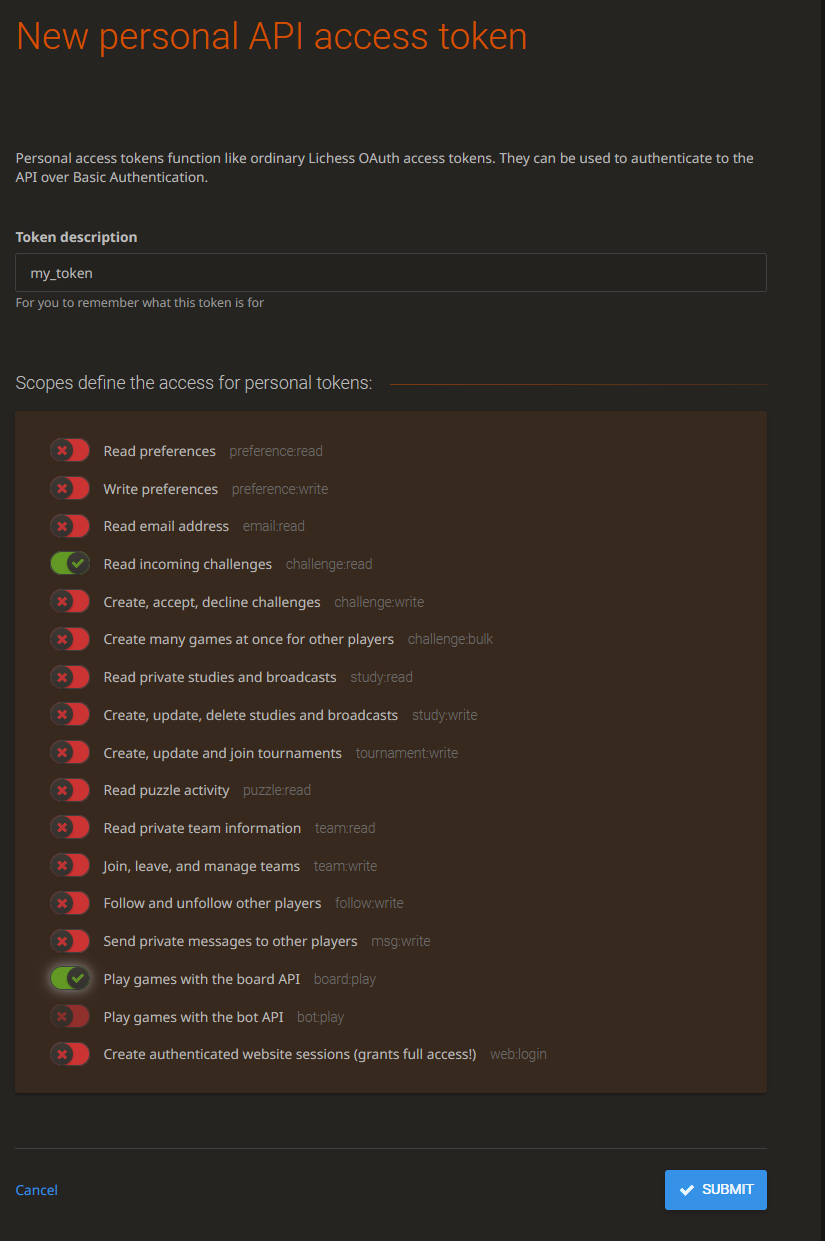 New personal API access token
Personal access tokens function like ordinary Lichess OAuth access tokens. They can be used to authenticate to the
API over Basic Authentication.
Token description
my_token
For you to remember what this token is for
Scopes define the access for personal tokens:
Read preferences preference:read
Write preferences preference:write
Read email address email:read
Read incoming challenges challenge:read
Create, accept, decline challenges challenge:write
Create many games at once for other players challenge:bulk
Read private studies and broadcasts study:read
Create, update, delete studies and broadcasts study:write
Create, update and join tournaments tournament:write
Read puzzle activity puzzle:read
Read private team information team:read
Join, leave, and manage teams team:write
Follow and unfollow other players follow:write
Send private messages to other players msg:write
Play games with the board API board:play
Play games with the bot API bot:play
Create authenticated website sessions (grants full access!) web:login
Cancel
SUBMIT